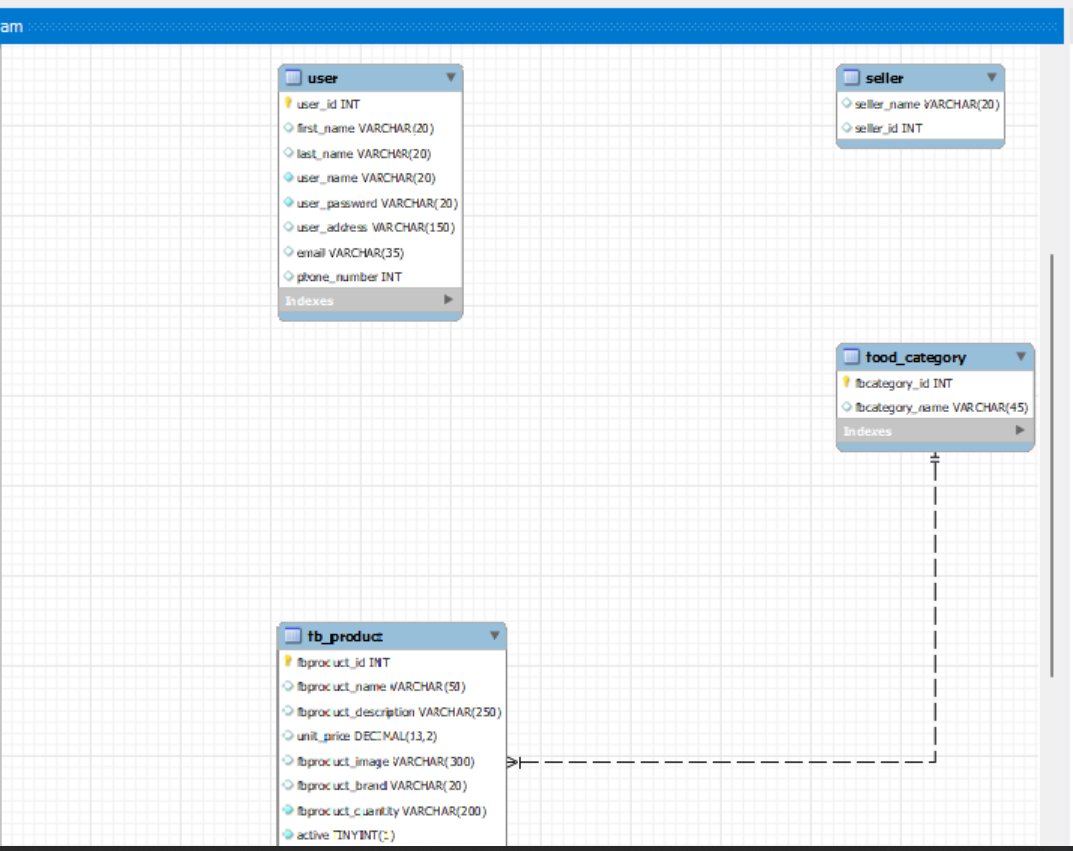 am
user
user_id INT
first_name VARCHAR(20)
last_name VARCHAR(20)
user_name VARCHAR(20)
user_password VARCHAR(20)
user_address VARCHAR(150)
email VARCHAR(35)
phone_number INT
Indexes
seller
seller_name VARCHAR(20)
seller_id INT
food_category
fbcategory_id INT
fbcategory_name VARCHAR(45)
Indexes
fb_product
fbproduct_id INT
fbproduct_name VARCHAR(50)
fbproduct_description VARCHAR(250)
unit_price DECIMAL(13,2)
fbproduct_image VARCHAR(300)
fbproduct_brand VARCHAR(20)
fbproduct_quantity VARCHAR(200)
active TINYINT(1)